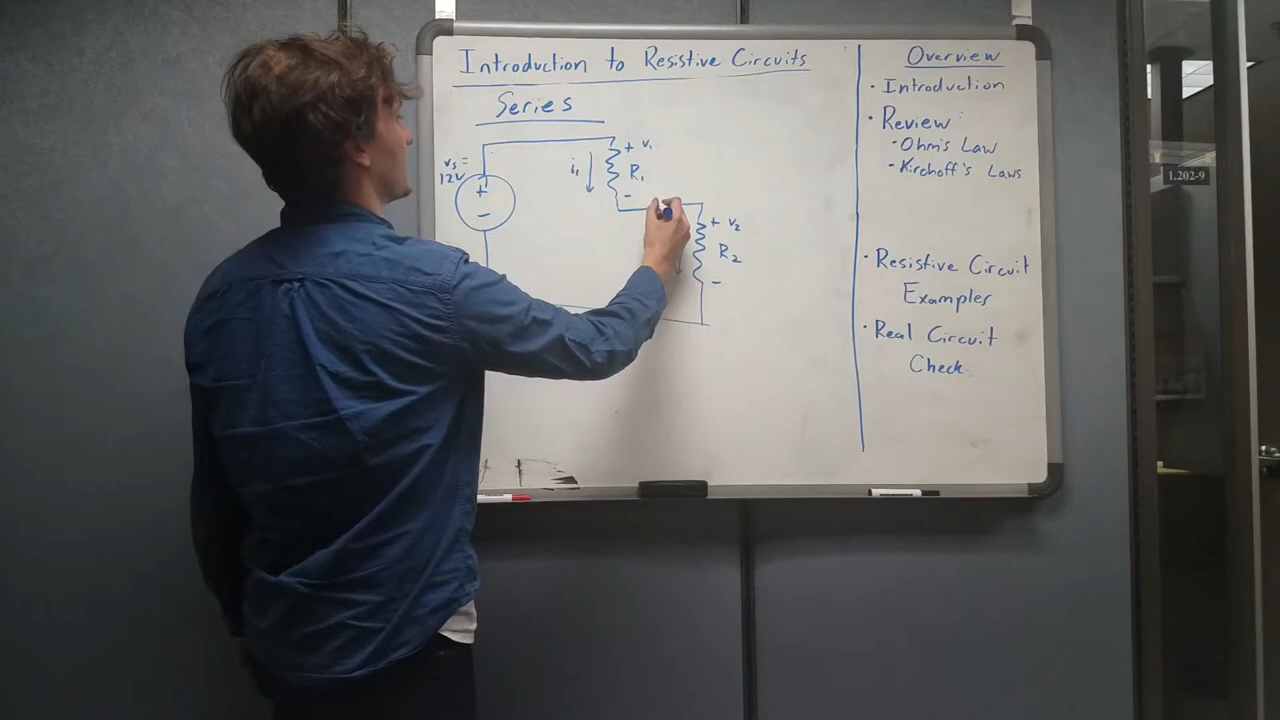 Introduction to Resistive Circuits
Series
vs =
12V
+
-
i1
+ v1
R1
-
+ v2
R2
-
Overview
· Introduction
· Review:
- Ohm's Law
- Kirchoff's Laws
· Resistive Circuit
Examples
· Real Circuit
Check
1.202-9